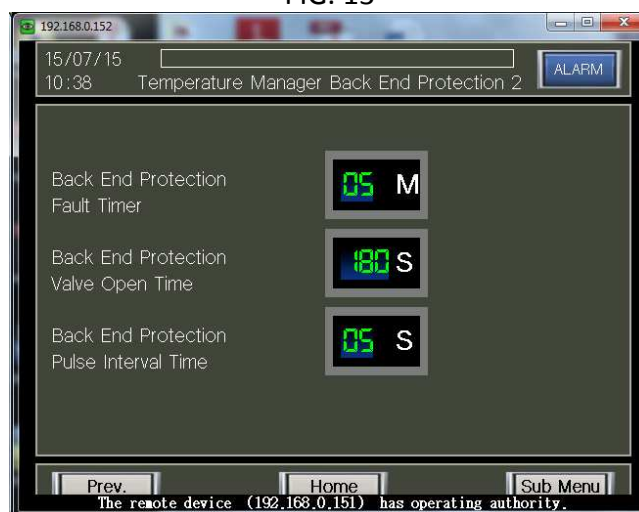 FIG. 13
192.168.0.152
15/07/15
10:38 Temperature Manager Back End Protection 2
ALARM
Back End Protection
Fault Timer
05 M
Back End Protection
Valve Open Time
180 S
Back End Protection
Pulse Interval Time
05 S
Prev. Home Sub Menu
The remote device (192.168.0.151) has operating authority.